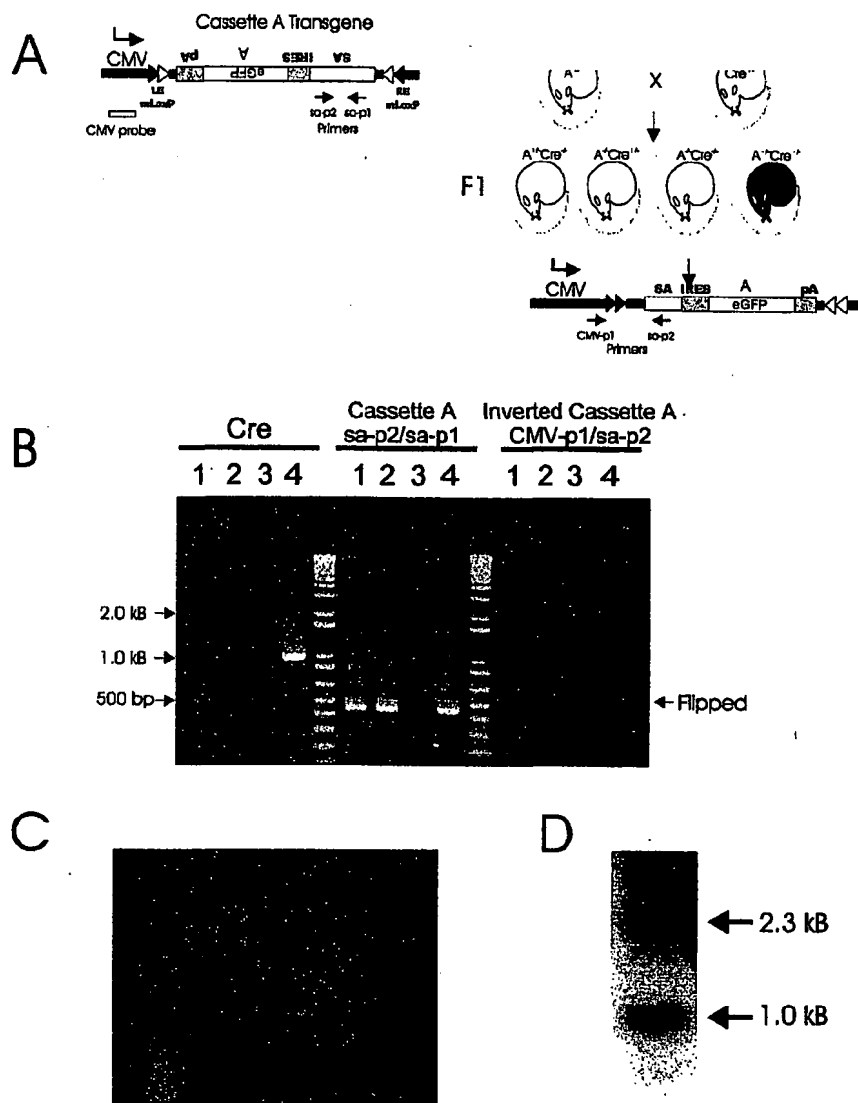 A
Cassette A Transgene
CMV
pA
A
eGFP
IRES
SA
LE
mLoxP
RE
mLoxP
sa-p2
sa-p1
Primers
CMV probe
X
F1
CMV
SA
IRES
A
eGFP
pA
CMV-p1
sa-p2
Primers
B
Cre
Cassette A
sa-p2/sa-p1
Inverted Cassette A
CMV-p1/sa-p2
1 2 3 4
1 2 3 4
1 2 3 4
2.0 kB
1.0 kB
500 bp
Flipped
C
D
2.3 kB
1.0 kB